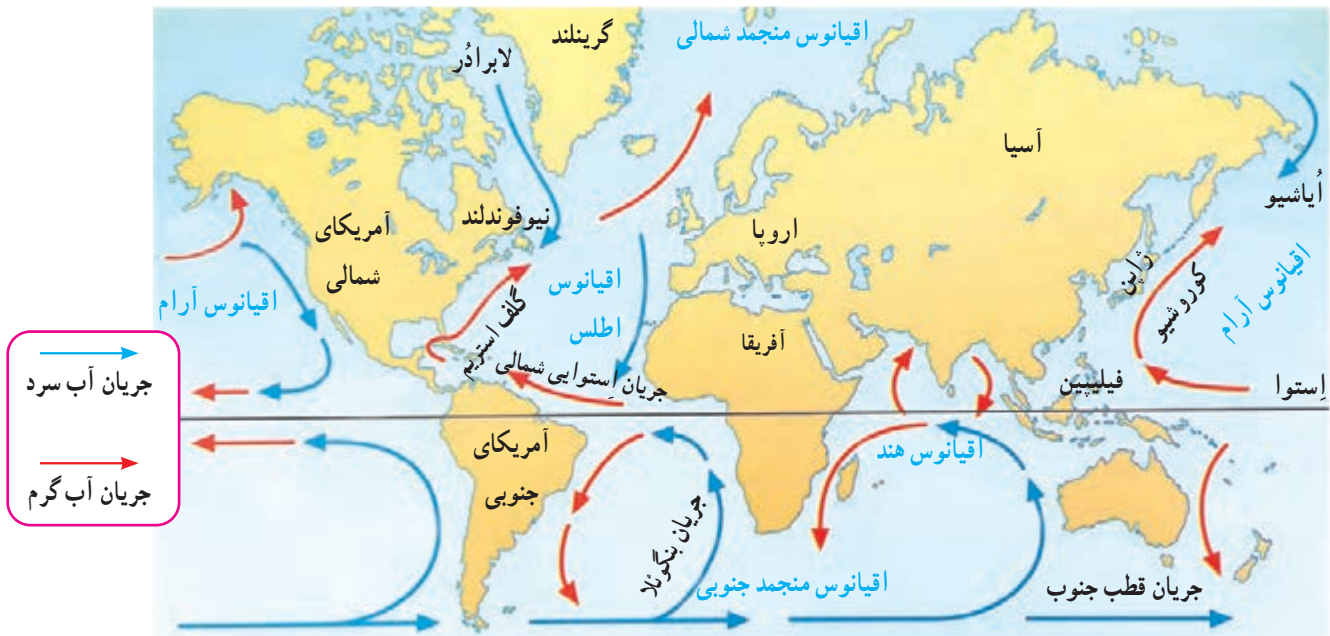 اقیانوس منجمد شمالی
گرینلند
لابرادُر
آسیا
اُیاشیو
اقیانوس آرام
ژاپن
کوروشیو
اروپا
نیوفوندلند
آمریکای
شمالی
اقیانوس
اطلس
اقیانوس آرام
گلف استریم
جریان اِستوایی شمالی
آفریقا
فیلیپین
اِستوا
آمریکای
جنوبی
اقیانوس هند
جریان بنگوئلا
اقیانوس منجمد جنوبی
جریان قطب جنوب
جریان آب سرد
جریان آب گرم